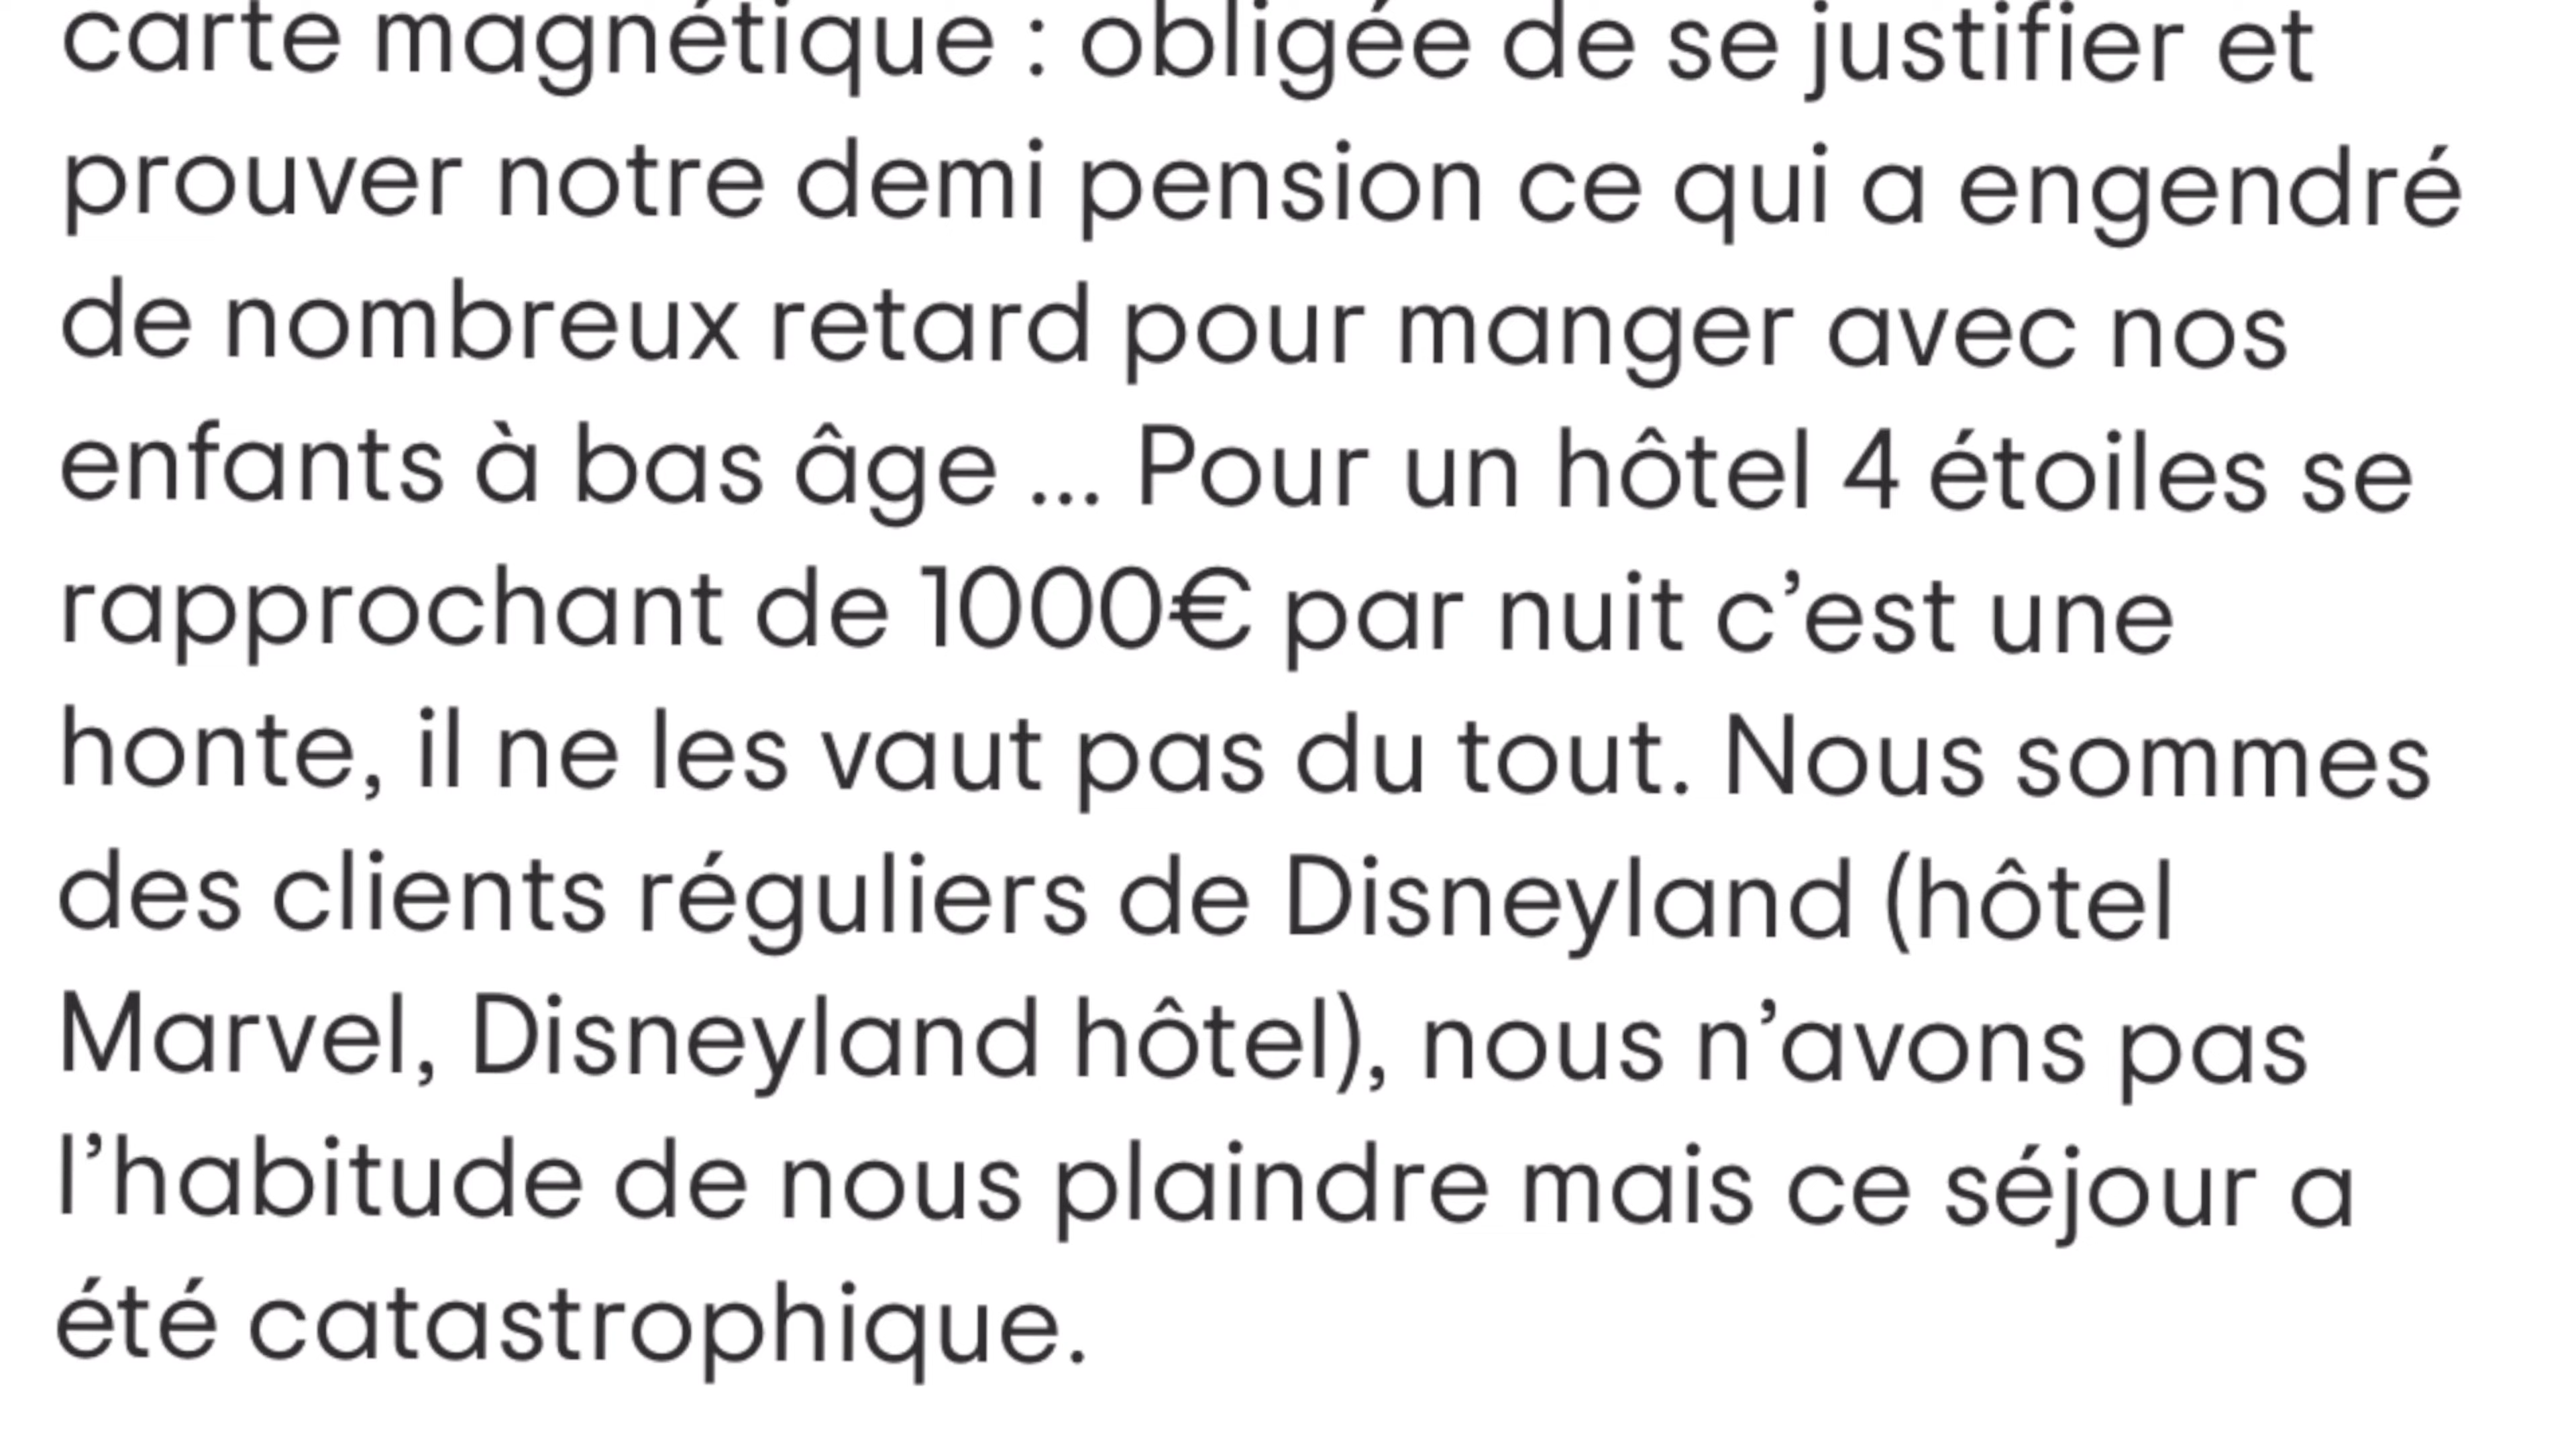 carte magnétique : obligée de se justifier et
prouver notre demi pension ce qui a engendré
de nombreux retard pour manger avec nos
enfants à bas âge ... Pour un hôtel 4 étoiles se
rapprochant de 1000€ par nuit c’est une
honte, il ne les vaut pas du tout. Nous sommes
des clients réguliers de Disneyland (hôtel
Marvel, Disneyland hôtel), nous n’avons pas
l’habitude de nous plaindre mais ce séjour a
été catastrophique.